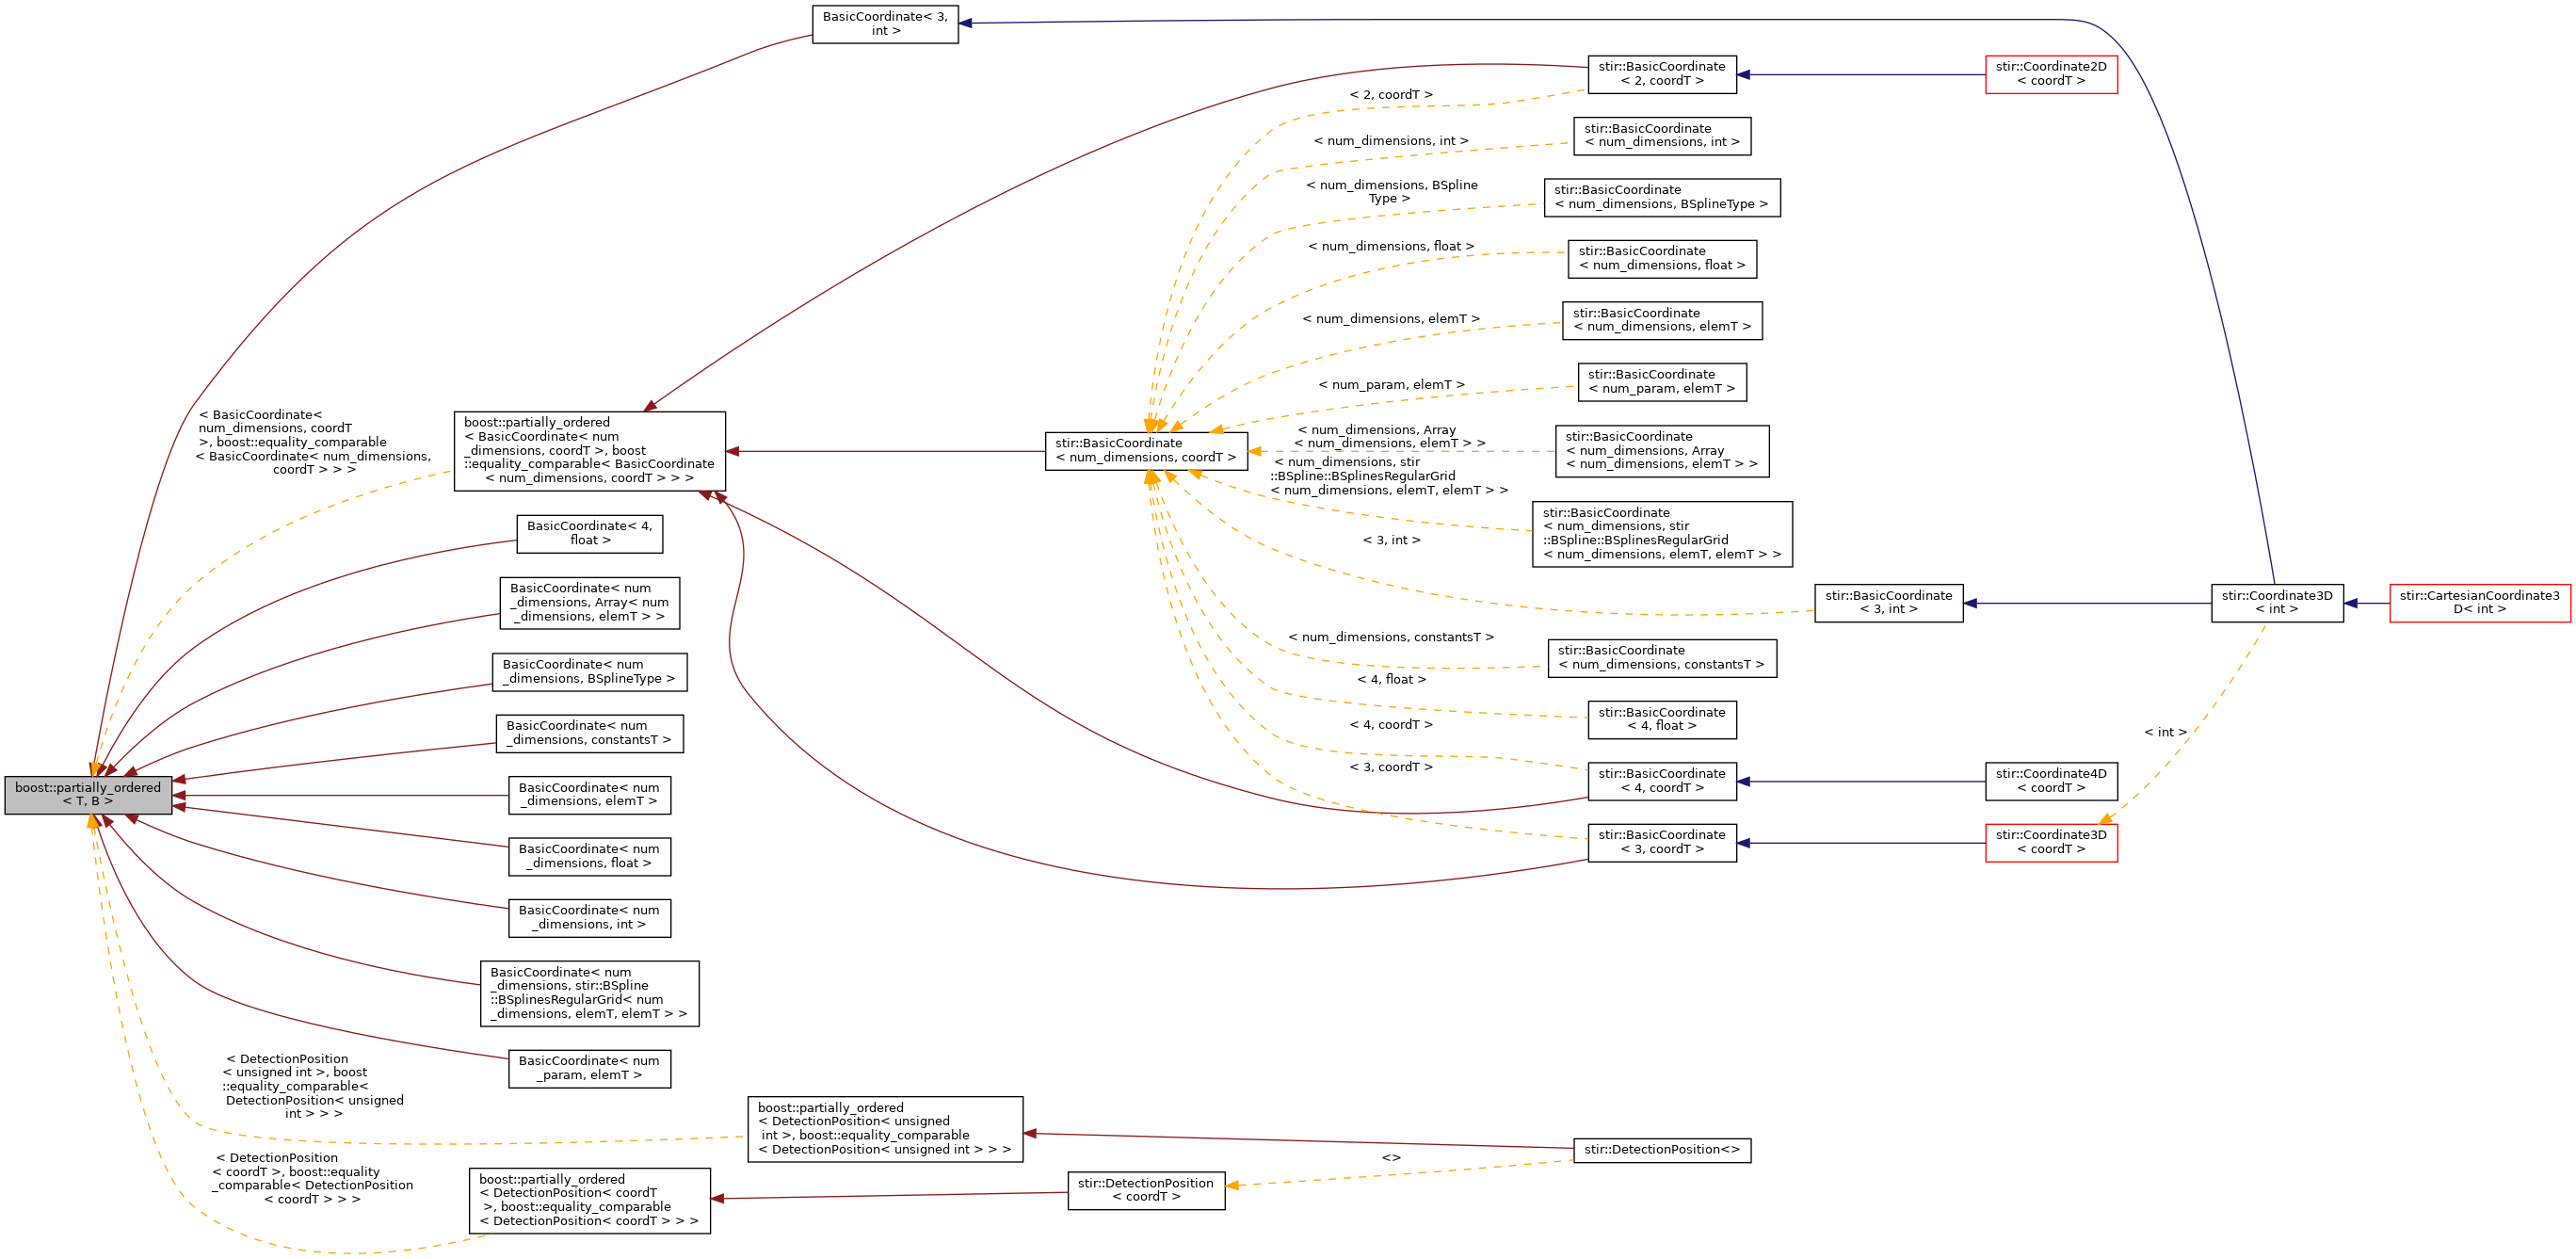 BasicCoordinate< 3,
int >
stir::BasicCoordinate
< 2, coordT >
stir::Coordinate2D
< coordT >
< 2, coordT >
stir::BasicCoordinate
< num_dimensions, int >
< num_dimensions, int >
stir::BasicCoordinate
< num_dimensions, BSplineType >
< num_dimensions, BSpline
Type >
stir::BasicCoordinate
< num_dimensions, float >
< num_dimensions, float >
stir::BasicCoordinate
< num_dimensions, elemT >
< num_dimensions, elemT >
stir::BasicCoordinate
< num_param, elemT >
< num_param, elemT >
< BasicCoordinate<
num_dimensions, coordT
>, boost::equality_comparable
< BasicCoordinate< num_dimensions,
coordT > > >
boost::partially_ordered
< BasicCoordinate< num
_dimensions, coordT >, boost
::equality_comparable< BasicCoordinate
< num_dimensions, coordT > > >
stir::BasicCoordinate
< num_dimensions, coordT >
< num_dimensions, Array
< num_dimensions, elemT > >
stir::BasicCoordinate
< num_dimensions, Array
< num_dimensions, elemT > >
< num_dimensions, stir
::BSpline::BSplinesRegularGrid
< num_dimensions, elemT, elemT > >
stir::BasicCoordinate
< num_dimensions, stir
::BSpline::BSplinesRegularGrid
< num_dimensions, elemT, elemT > >
BasicCoordinate< 4,
float >
< 3, int >
BasicCoordinate< num
_dimensions, Array< num
_dimensions, elemT > >
stir::BasicCoordinate
< 3, int >
stir::Coordinate3D
< int >
stir::CartesianCoordinate3
D< int >
< num_dimensions, constantsT >
stir::BasicCoordinate
< num_dimensions, constantsT >
BasicCoordinate< num
_dimensions, BSplineType >
< 4, float >
stir::BasicCoordinate
< 4, float >
BasicCoordinate< num
_dimensions, constantsT >
< 4, coordT >
< int >
boost::partially_ordered
< T, B >
BasicCoordinate< num
_dimensions, elemT >
< 3, coordT >
stir::BasicCoordinate
< 4, coordT >
stir::Coordinate4D
< coordT >
BasicCoordinate< num
_dimensions, float >
stir::BasicCoordinate
< 3, coordT >
stir::Coordinate3D
< coordT >
BasicCoordinate< num
_dimensions, int >
BasicCoordinate< num
_dimensions, stir::BSpline
::BSplinesRegularGrid< num
_dimensions, elemT, elemT > >
BasicCoordinate< num
_param, elemT >
< DetectionPosition
< unsigned int >, boost
::equality_comparable<
DetectionPosition< unsigned
int > > >
boost::partially_ordered
< DetectionPosition< unsigned
int >, boost::equality_comparable
< DetectionPosition< unsigned int > > >
stir::DetectionPosition<>
<>
< DetectionPosition
< coordT >, boost::equality
_comparable< DetectionPosition
< coordT > > >
boost::partially_ordered
< DetectionPosition< coordT
>, boost::equality_comparable
< DetectionPosition< coordT > > >
stir::DetectionPosition
< coordT >